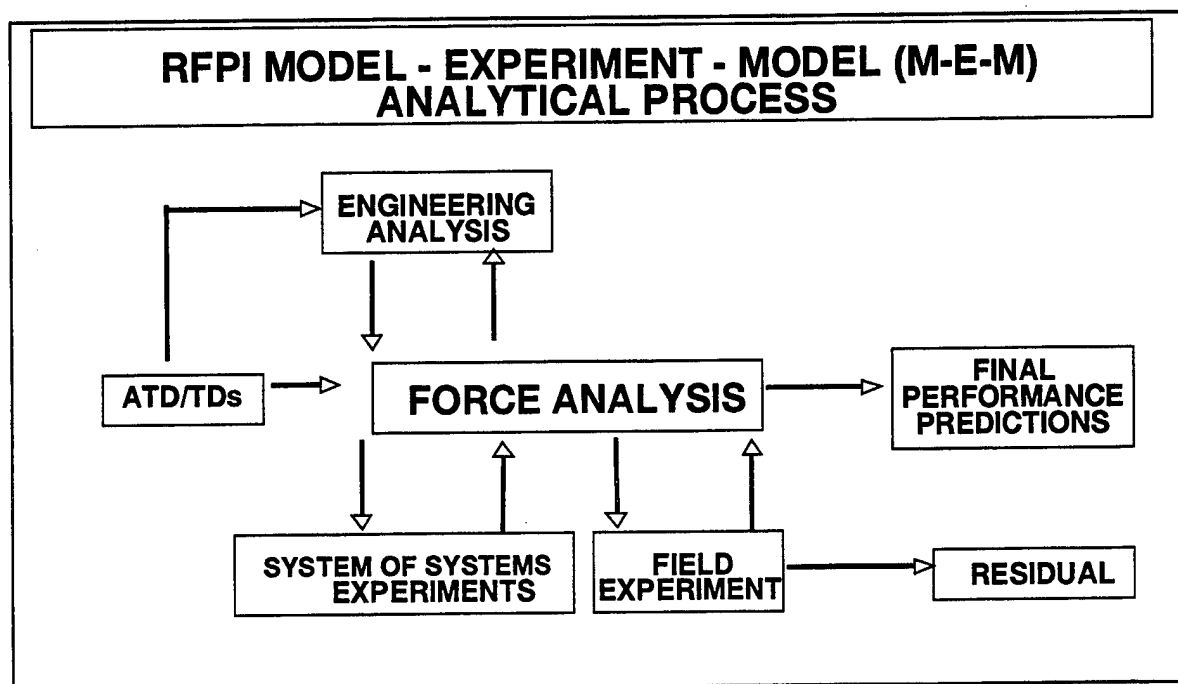 RFPI MODEL - EXPERIMENT - MODEL (M-E-M)
ANALYTICAL PROCESS
ENGINEERING
ANALYSIS
ATD/TDs
FORCE ANALYSIS
FINAL
PERFORMANCE
PREDICTIONS
SYSTEM OF SYSTEMS
EXPERIMENTS
FIELD
EXPERIMENT
RESIDUAL